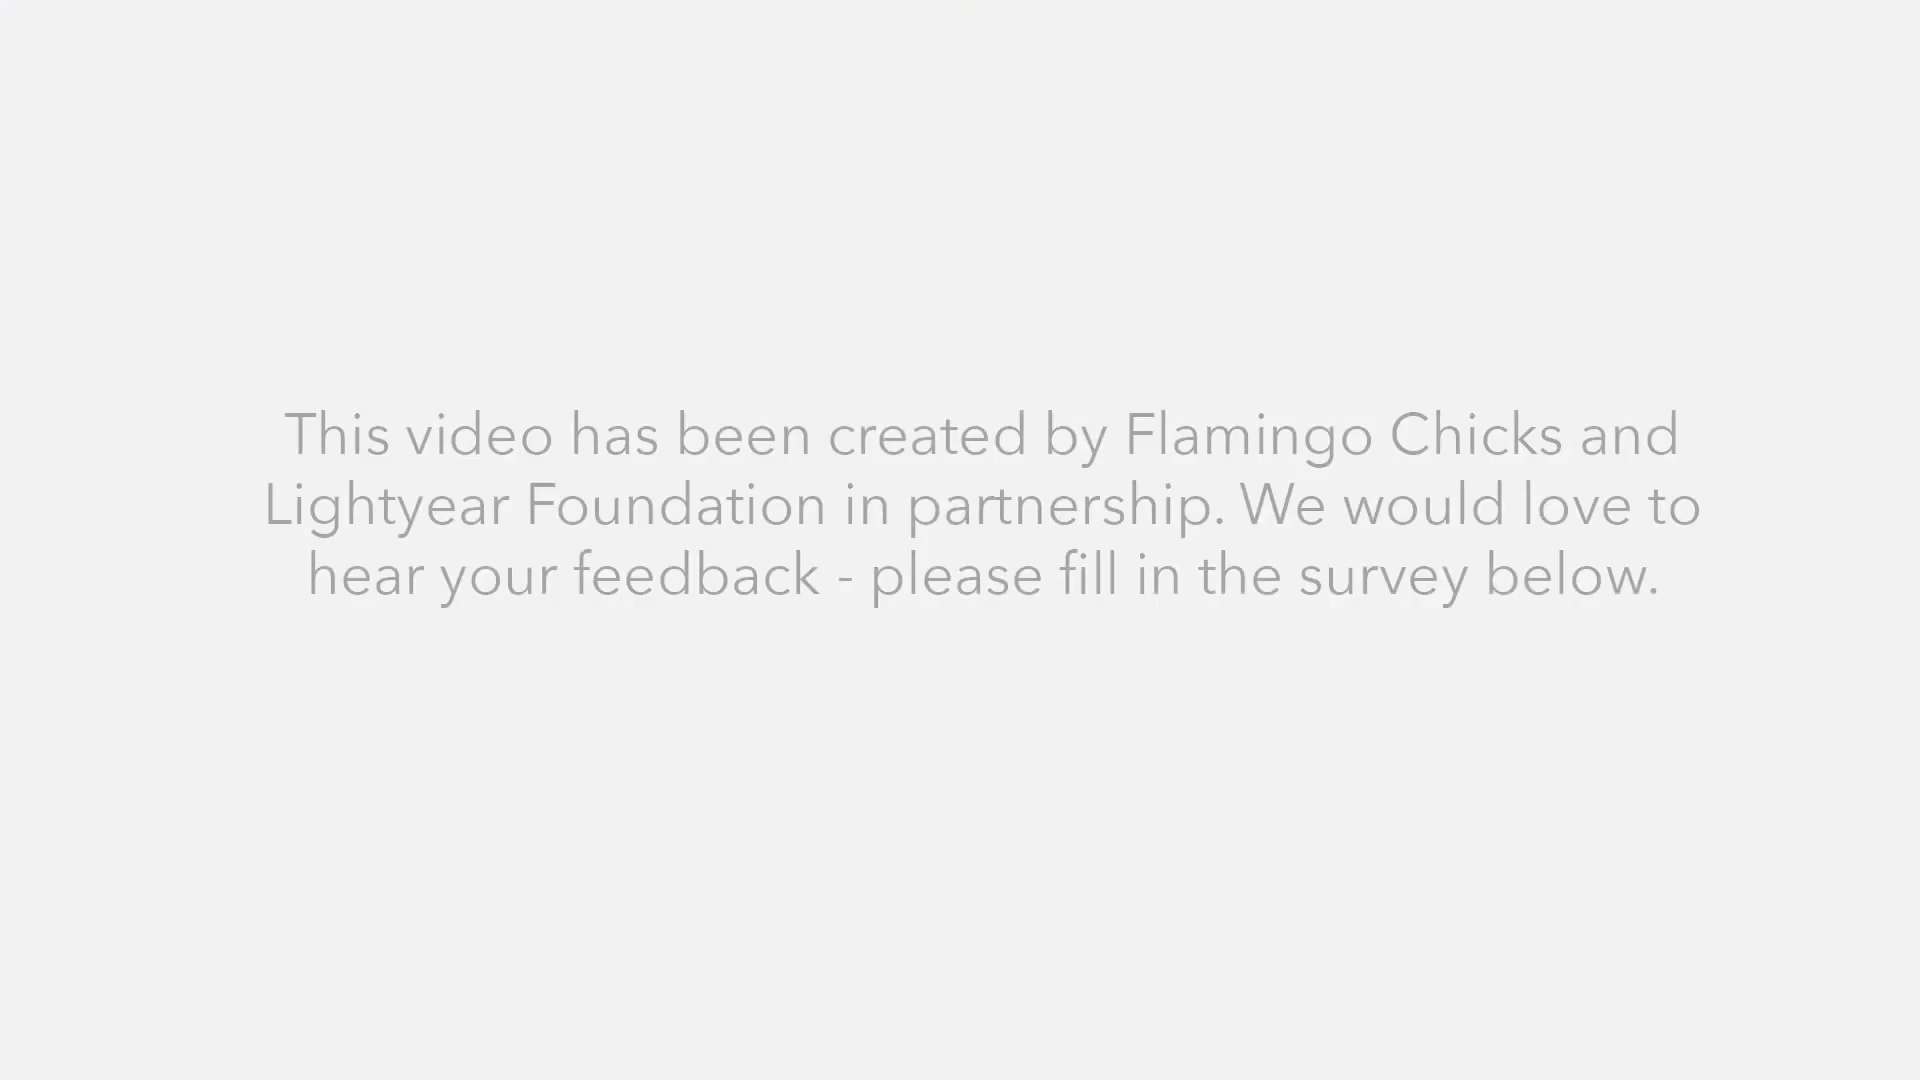 This video has been created by Flamingo Chicks and
Lightyear Foundation in partnership. We would love to
hear your feedback - please fill in the survey below.